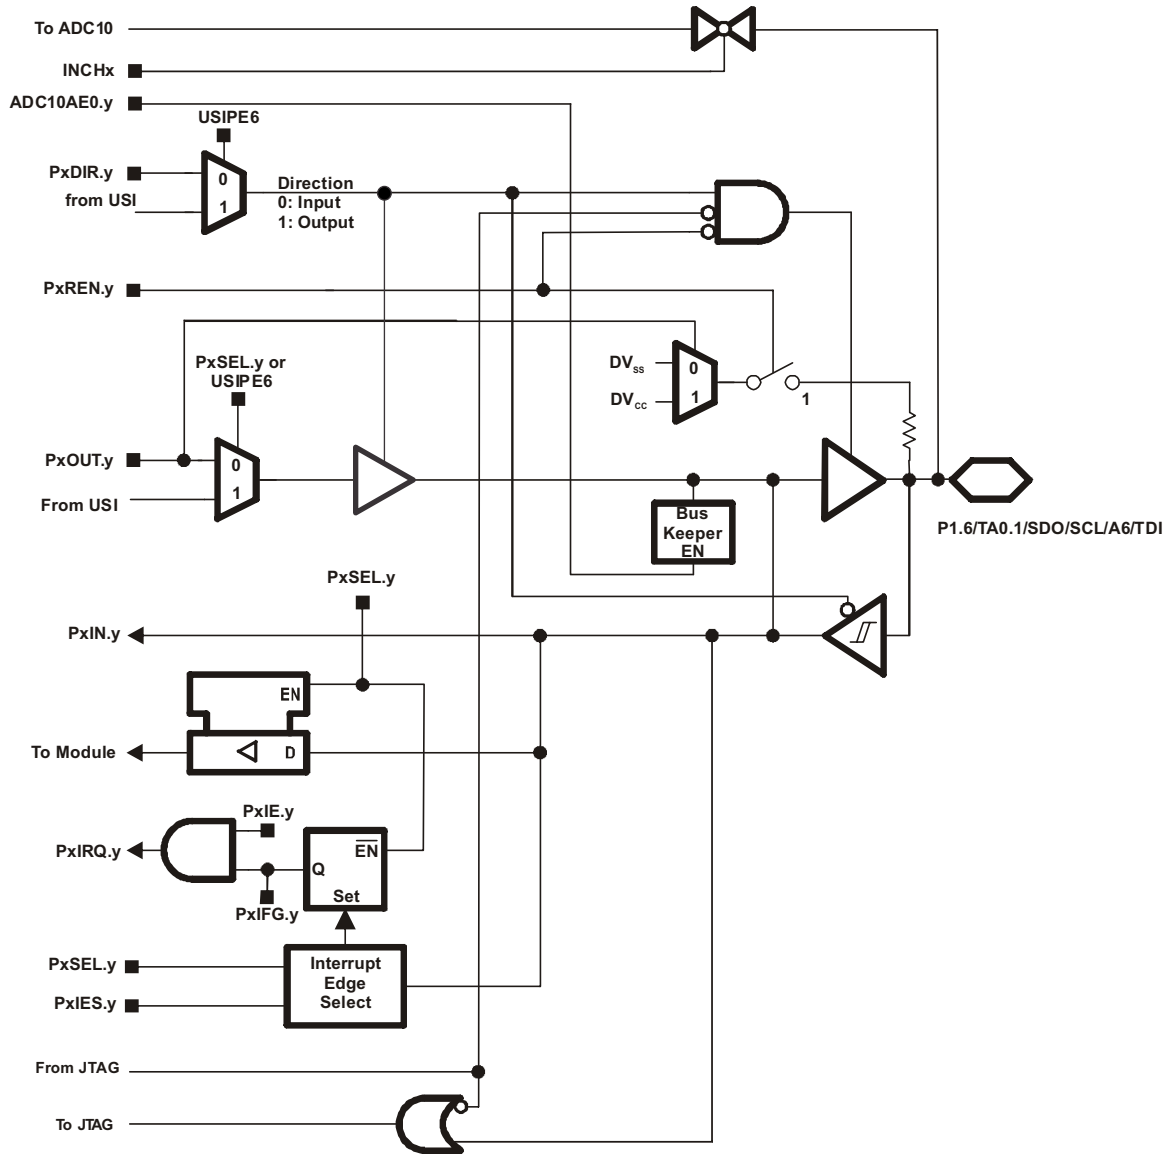 To ADC10
INCHx
ADC10AE0.y
USIPE6
PxDIR.y
0
from USI
1
Direction
0: Input
1: Output
PxREN.y
PxSEL.y or
USIPE6
DVSS
0
DVCC
1
1
PxOUT.y
0
From USI
1
Bus
Keeper
EN
P1.6/TA0.1/SDO/SCL/A6/TDI
PxSEL.y
PxIN.y
EN
To Module
D
PxIE.y
PxIRQ.y
EN
Q
Set
PxIFG.y
PxSEL.y
PxIES.y
Interrupt
Edge
Select
From JTAG
To JTAG